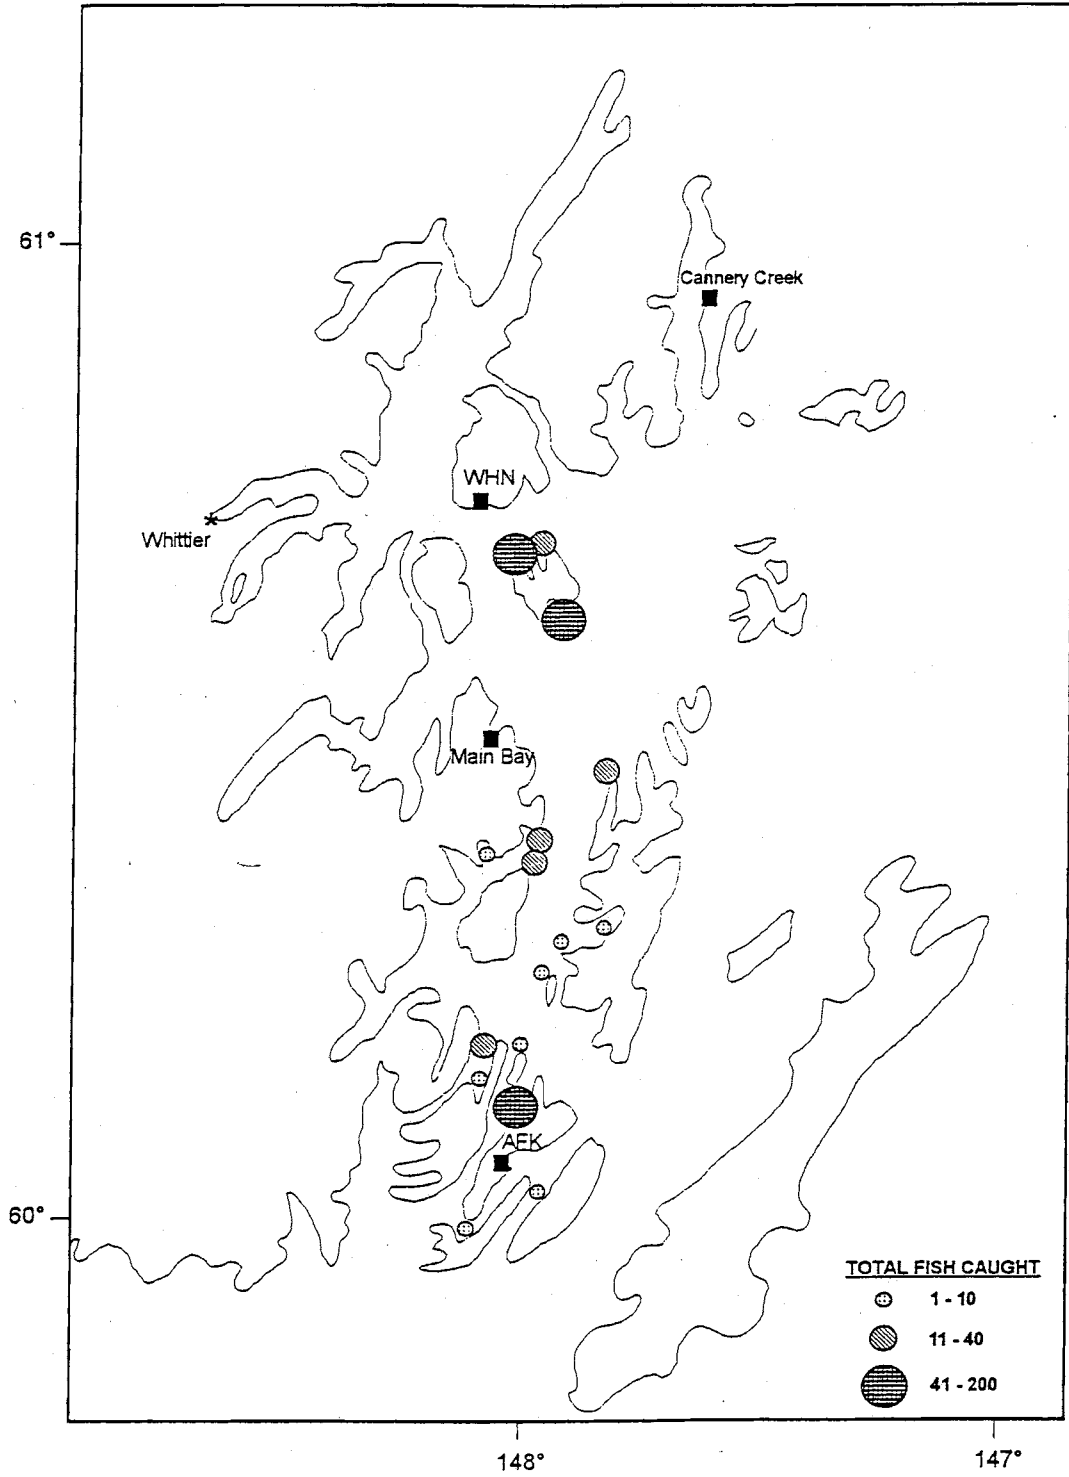 61°
Cannery Creek
WHN
Whittier
*
Main Bay
AFK
60°
TOTAL FISH CAUGHT
1 - 10
11 - 40
41 - 200
148°
147°